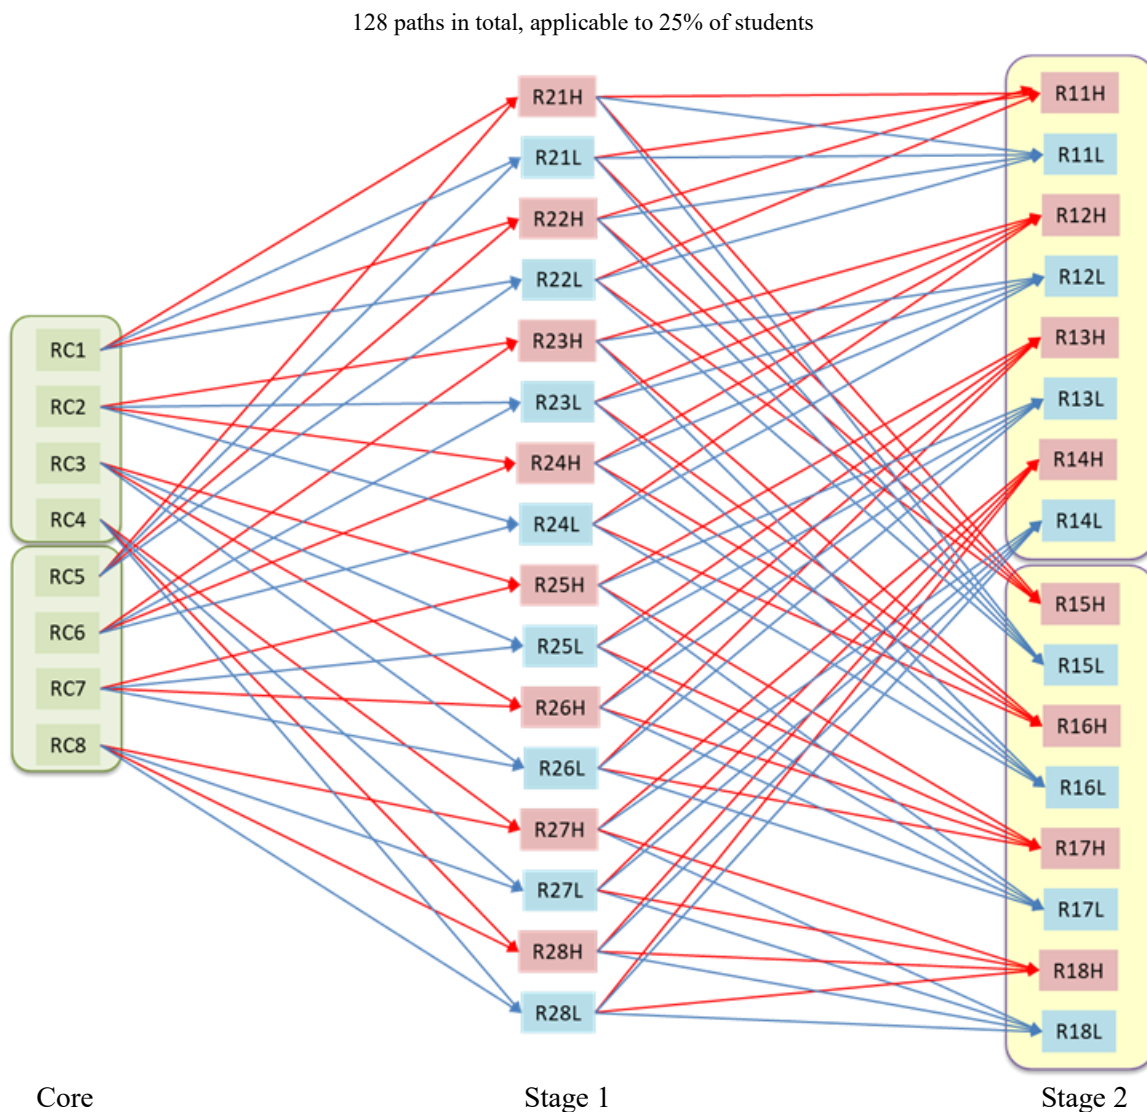 128 paths in total, applicable to 25% of students
RC1
RC2
RC3
RC4
RC5
RC6
RC7
RC8
R21H
R21L
R22H
R22L
R23H
R23L
R24H
R24L
R25H
R25L
R26H
R26L
R27H
R27L
R28H
R28L
R11H
R11L
R12H
R12L
R13H
R13L
R14H
R14L
R15H
R15L
R16H
R16L
R17H
R17L
R18H
R18L
Core
Stage 1
Stage 2